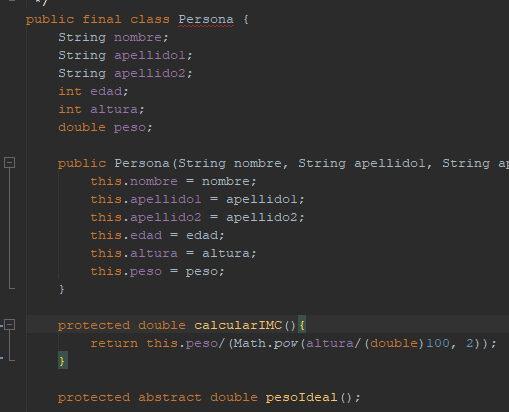 */
public final class Persona {
String nombre;
String apellido1;
String apellido2;
int edad;
int altura;
double peso;
public Persona(String nombre, String apellido1, String
this.nombre = nombre;
this.apellido1 = apellido1;
this.apellido2 = apellido2;
this.edad = edad;
this.altura = altura;
this.peso = peso;
}
protected double calcularIMC(){
return this.peso/(Math.pow(altura/(double)100, 2));
}
protected abstract double pesoIdeal();